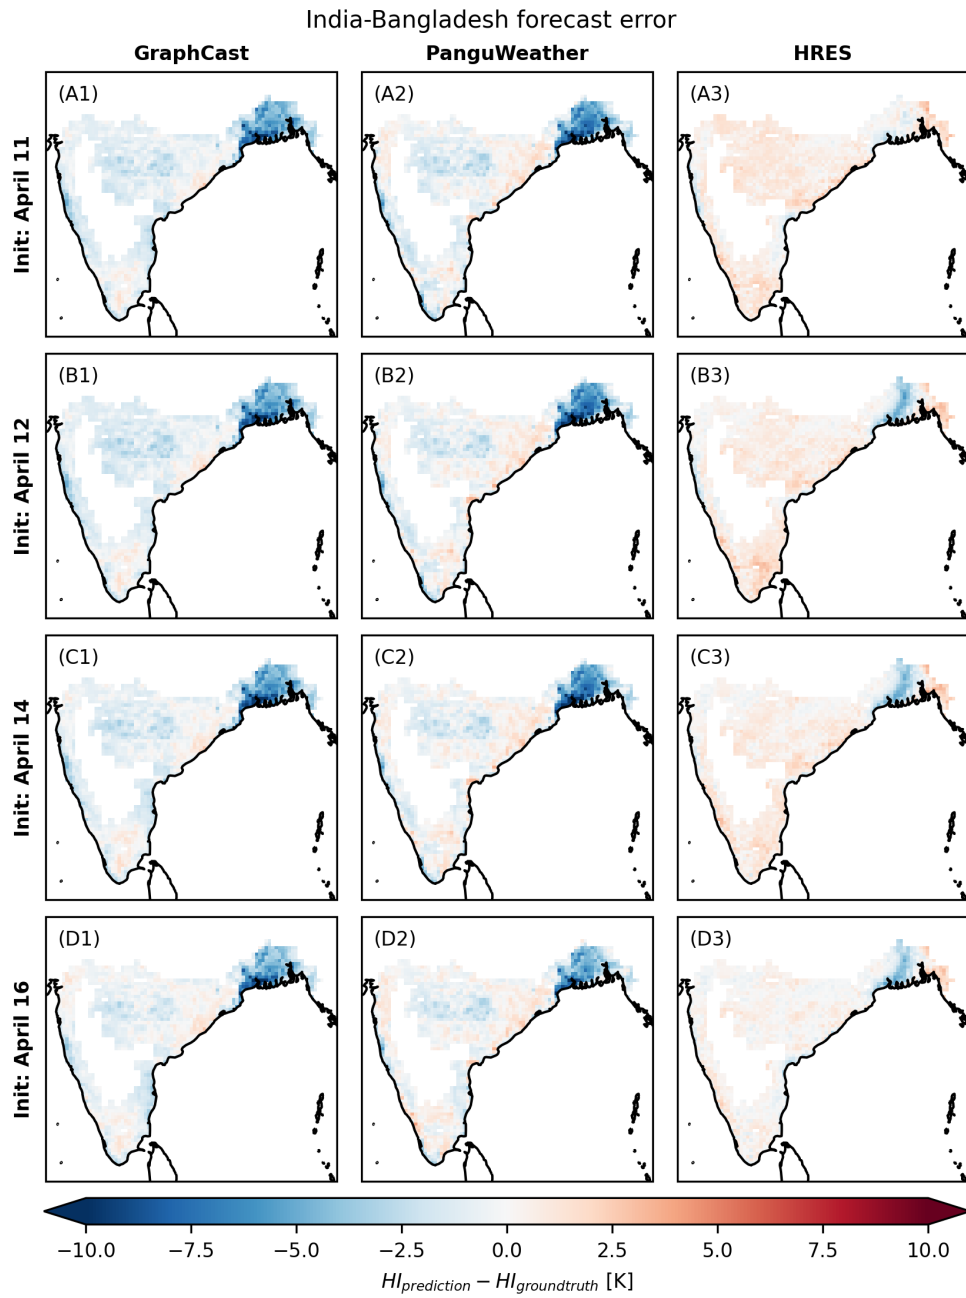 India-Bangladesh forecast error
GraphCast PanguWeather HRES
Init: April 11
(A1) (A2) (A3)
Init: April 12
(B1) (B2) (B3)
Init: April 14
(C1) (C2) (C3)
Init: April 16
(D1) (D2) (D3)
−10.0 −7.5 −5.0 −2.5 0.0 2.5 5.0 7.5 10.0
HI_prediction − HI_groundtruth [K]